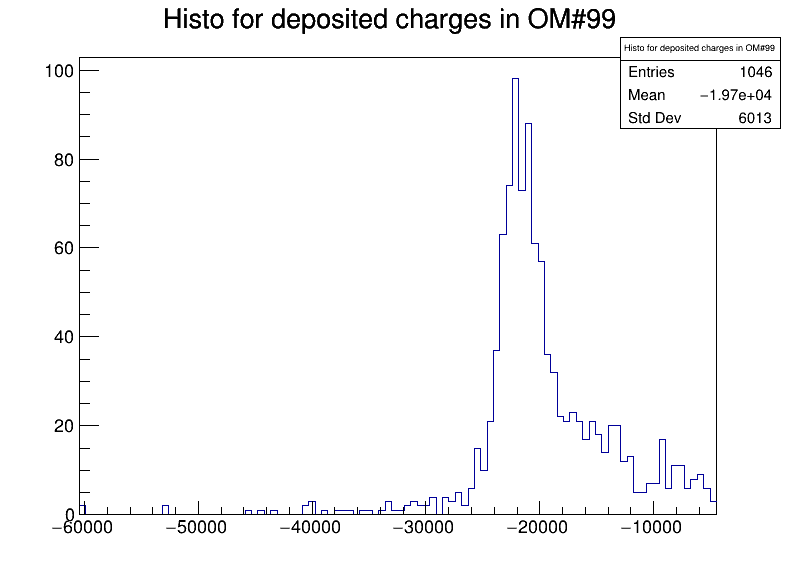 Histo for deposited charges in OM#99
Histo for deposited charges in OM#99
Entries 1046
Mean −1.97e+04
Std Dev 6013
100
80
60
40
20
0
−60000 −50000 −40000 −30000 −20000 −10000